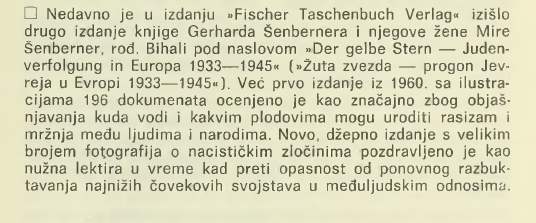 ☐ Nedavno je u izdanju »Fischer Taschenbuch Verlag« izišlo
drugo izdanje knjige Gerharda Šenbernera i njegove žene Mire
Šenberner, rod. Bihali pod naslovom »Der gelbe Stern — Juden-
verfolgung in Europa 1933—1945« (»Žuta zvezda — progon Jev-
reja u Evropi 1933—1945«). Već prvo izdanje iz 1960. sa ilustra-
cijama 196 dokumenata ocenjeno je kao značajno zbog objaš-
njavanja kuda vodi i kakvim plodovima mogu uroditi rasizam i
mržnja među ljudima i narodima. Novo, džepno izdanje s velikim
brojem fotografija o nacističkim zločinima pozdravljeno je kao
nužna lektira u vreme kad preti opasnost od ponovnog razbuk-
tavanja najnižih čovekovih svojstava u međuljudskim odnosima.